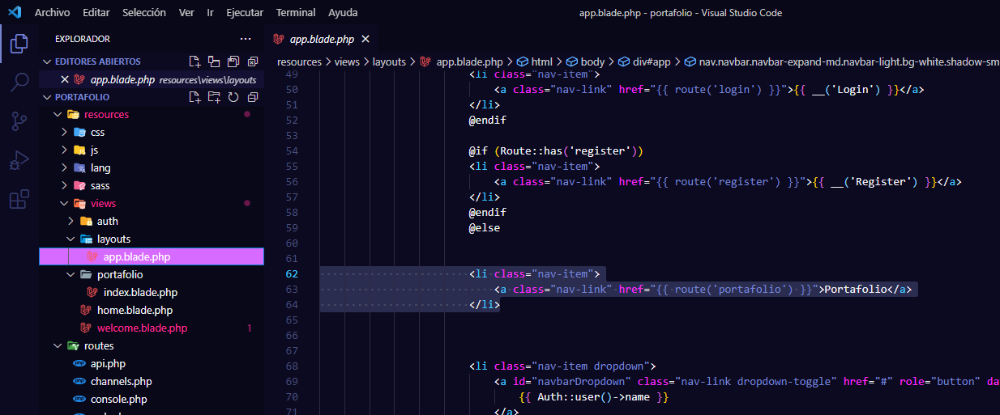 Archivo Editar Selección Ver Ir Ejecutar Terminal Ayuda
app.blade.php - portafolio - Visual Studio Code
EXPLORADOR
EDITORES ABIERTOS
app.blade.php resources\views\layouts
PORTAFOLIO
resources
css
js
lang
sass
views
auth
layouts
app.blade.php
portafolio
index.blade.php
home.blade.php
welcome.blade.php 1
routes
api.php
channels.php
console.php
app.blade.php
resources > views > layouts > app.blade.php > html > body > div#app > nav.navbar.navbar-expand-md.navbar-light.bg-white.shadow-sm
49 <li class="nav-item">
50 <a class="nav-link" href="{{ route('login') }}">{{ __('Login') }}</a>
51 </li>
52 @endif
53
54 @if (Route::has('register'))
55 <li class="nav-item">
56 <a class="nav-link" href="{{ route('register') }}">{{ __('Register') }}</a>
57 </li>
58 @endif
59 @else
60
61
62 <li class="nav-item">
63 <a class="nav-link" href="{{ route('portafolio') }}">Portafolio</a>
64 </li>
65
66
67
68 <li class="nav-item dropdown">
69 <a id="navbarDropdown" class="nav-link dropdown-toggle" href="#" role="button" da
70 {{ Auth::user()->name }}
71 </a>